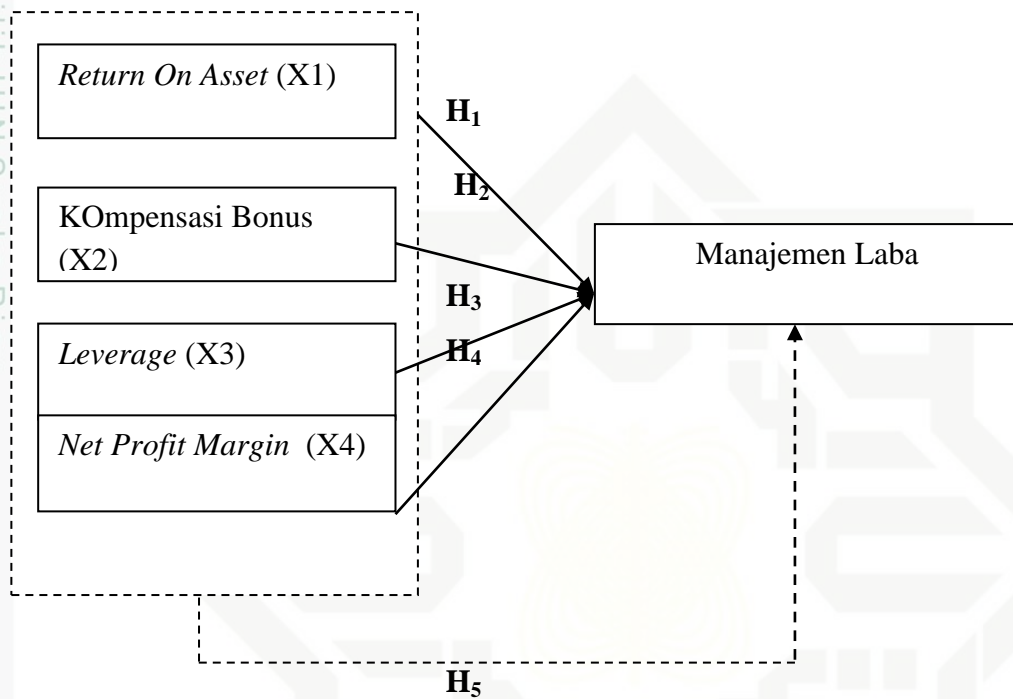 Return On Asset (X1)
H1
H2
KOmpensasi Bonus
(X2)
Manajemen Laba
H3
Leverage (X3)
H4
Net Profit Margin (X4)
H5